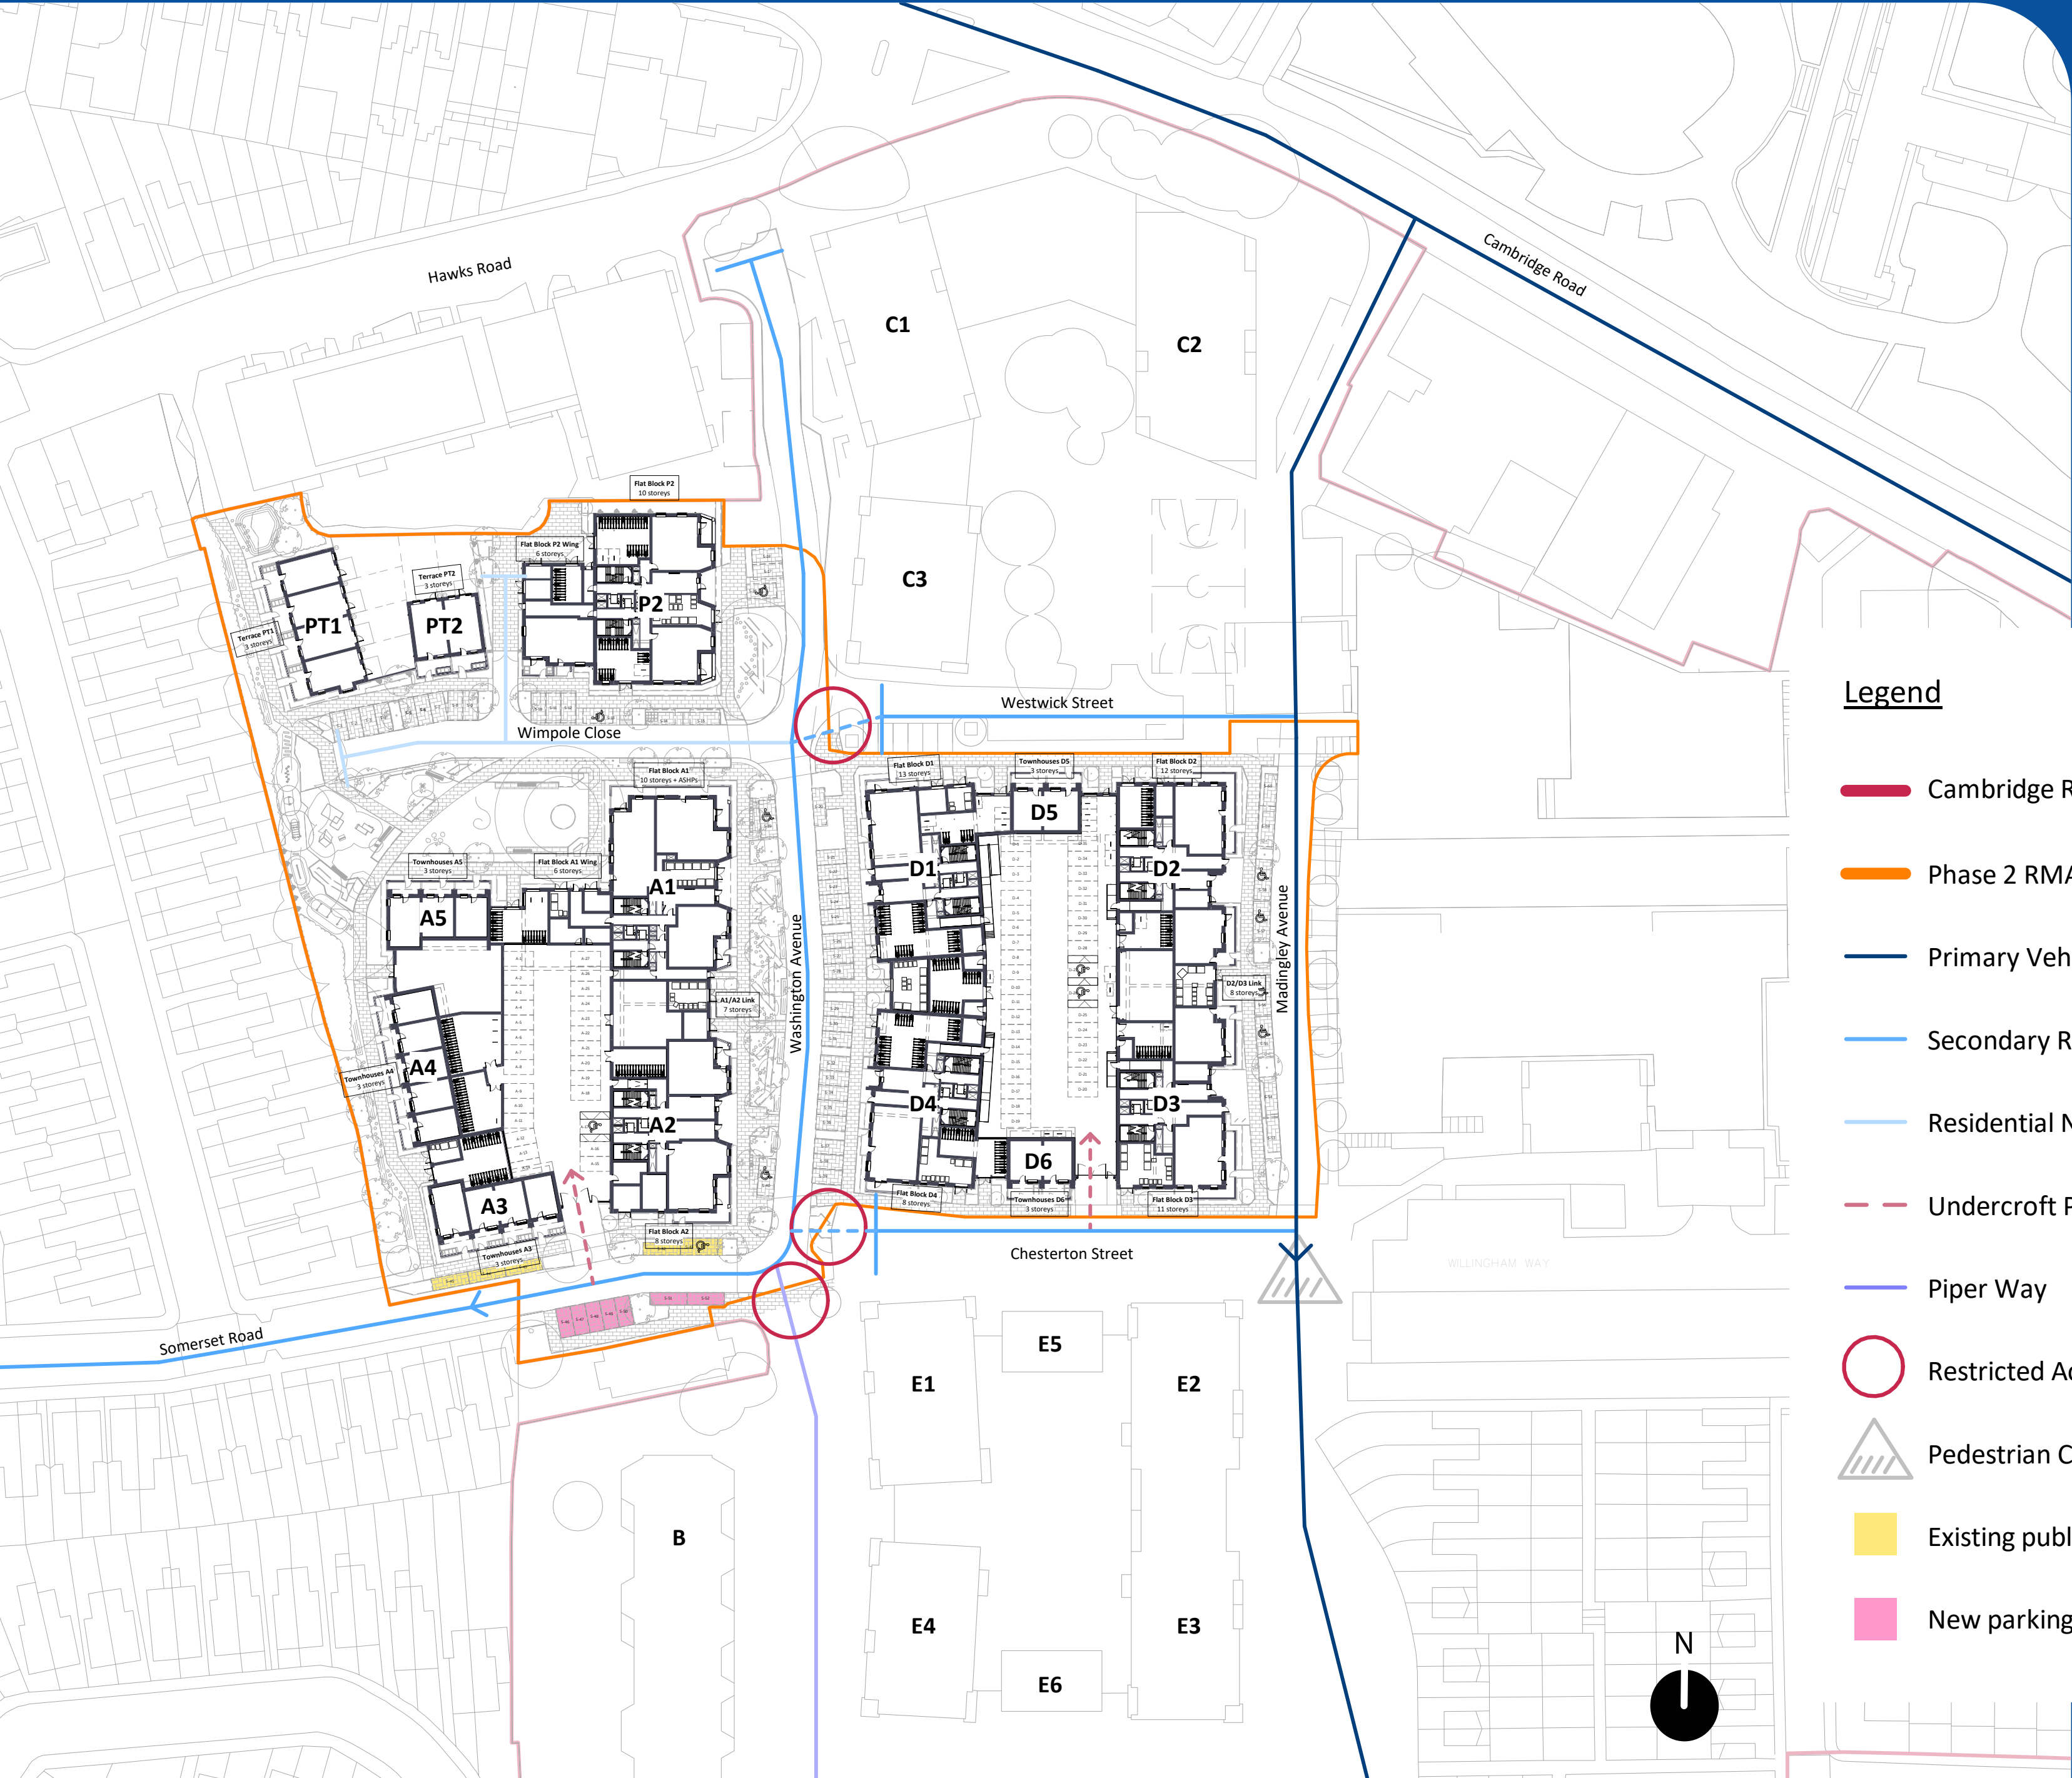 Cambridge Road
Hawks Road
C1
C2
Flat Block P2
10 storeys
Flat Block P2 Wing
6 storeys
Terrace PT2
3 storeys
C3
P2
PT1
PT2
Terrace PT1
3 storeys
Legend
Westwick Street
Wimpole Close
Flat Block D1
13 storeys
Townhouses D5
3 storeys
Flat Block D2
12 storeys
Flat Block A1
10 storeys + ASHPs
Cambridge R
D5
Townhouses A5
3 storeys
Flat Block A1 Wing
6 storeys
D1
D2
Phase 2 RMA
A1
A5
Washington Avenue
Madingley Avenue
Primary Veh
D2/D3 Link
8 storeys
A1/A2 Link
7 storeys
Secondary R
A4
Townhouses A4
3 storeys
D4
D3
A2
Residential N
D6
A3
Flat Block D4
8 storeys
Townhouses D6
3 storeys
Flat Block D3
11 storeys
Undercroft P
Flat Block A2
8 storeys
Townhouses A3
3 storeys
Chesterton Street
WILLINGHAM WAY
Piper Way
Somerset Road
E5
E1
E2
Restricted Ac
Pedestrian C
B
Existing publ
E4
E3
New parking
N
E6